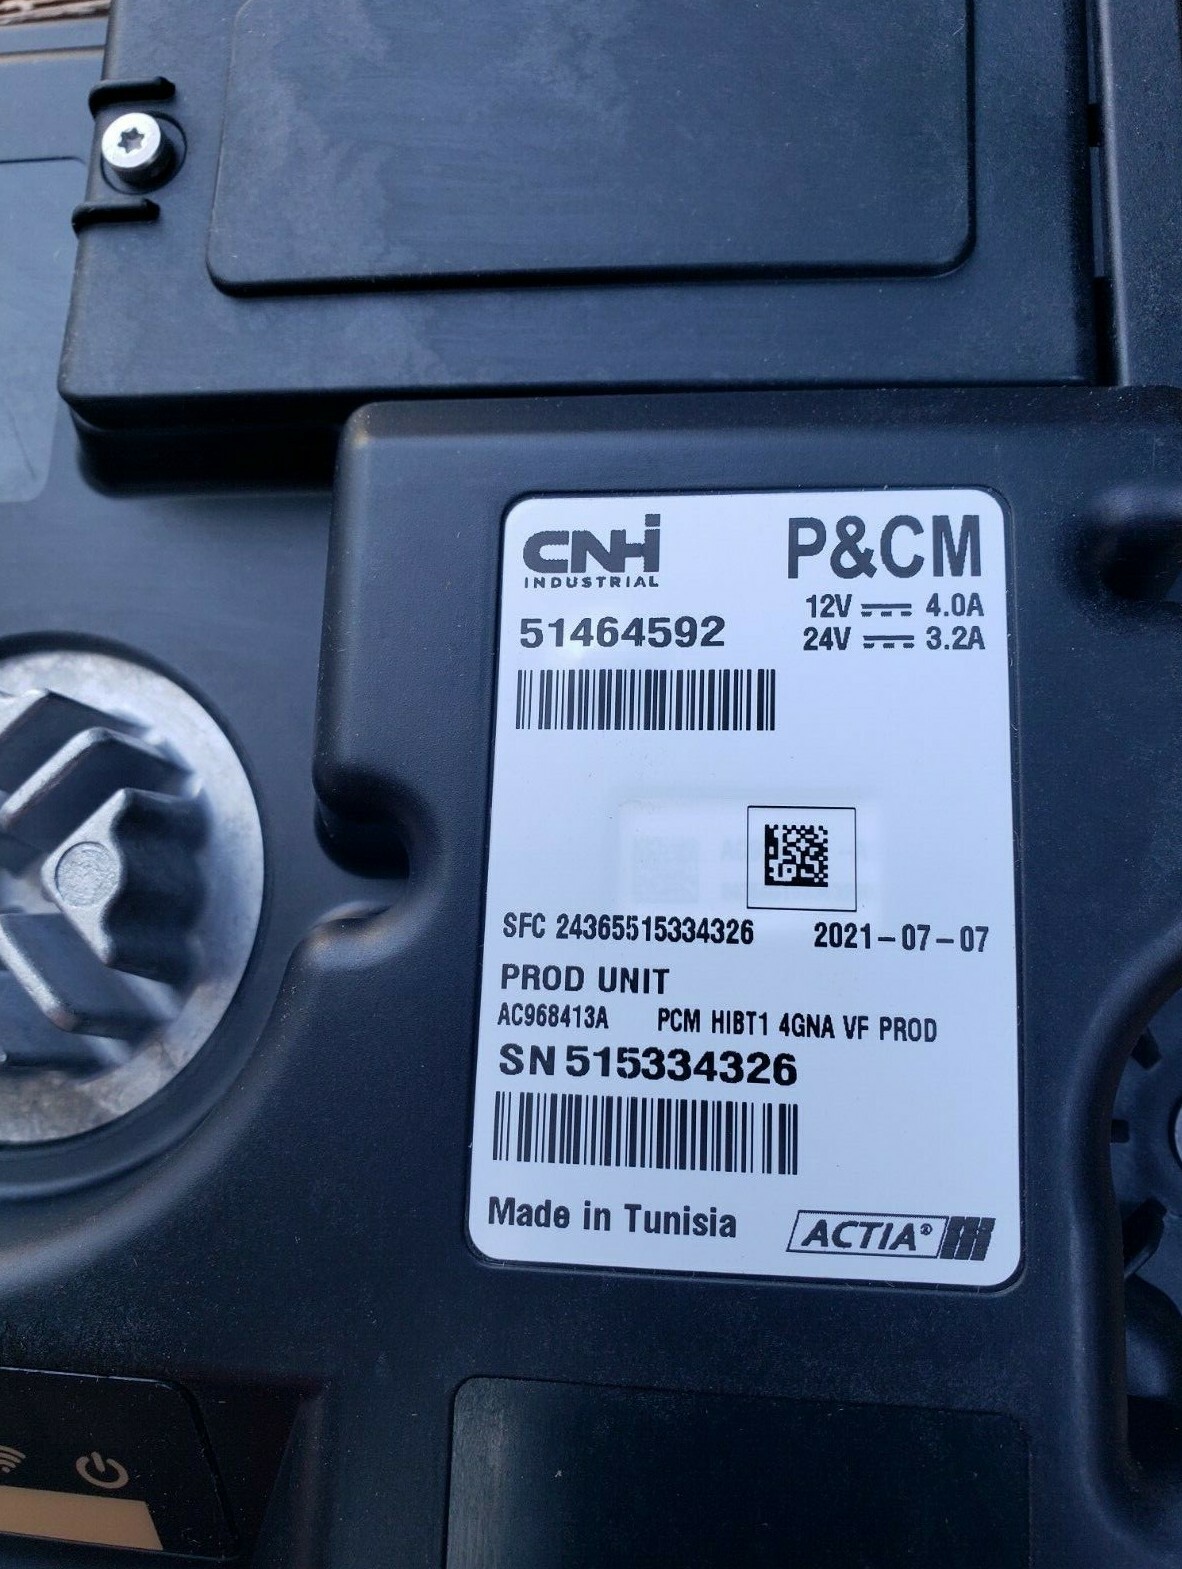 CNHi
INDUSTRIAL
P&CM
12V 4.0A
24V 3.2A
51464592
SFC 24365515334326 2021-07-07
PROD UNIT
AC968413A PCM HIBT1 4GNA VF PROD
SN 515334326
Made in Tunisia
ACTIA®